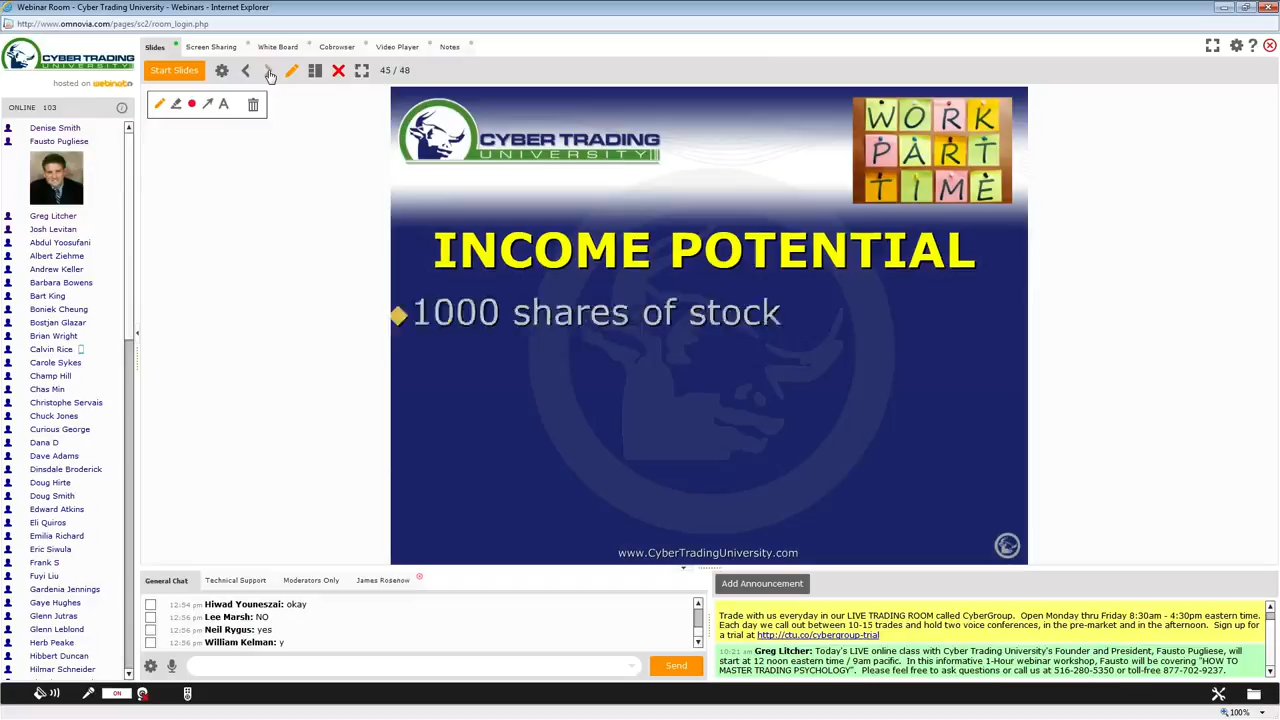 Webinar Room - Cyber Trading University - Webinars - Internet Explorer
http://www.omnovia.com/pages/sc2/room_login.php
CYBER TRADING
UNIVERSITY
hosted on webinato
Slides Screen Sharing White Board Cobrowser Video Player Notes
Start Slides 45 / 48
ONLINE 103
Denise Smith
Fausto Pugliese
Greg Litcher
Josh Levitan
Abdul Yoosufani
Albert Ziehme
Andrew Keller
Barbara Bowens
Bart King
Boniek Cheung
Bostjan Glazar
Brian Wright
Calvin Rice
Carole Sykes
Champ Hill
Chas Min
Christophe Servais
Chuck Jones
Curious George
Dana D
Dave Adams
Dinsdale Broderick
Doug Hirte
Doug Smith
Edward Atkins
Eli Quiros
Emilia Richard
Eric Siwula
Frank S
Fuyi Liu
Gardenia Jennings
Gaye Hughes
Glenn Jutras
Glenn Leblond
Herb Peake
Hibbert Duncan
Hilmar Schneider
A
CYBER TRADING
UNIVERSITY
WORK
PART
TIME
INCOME POTENTIAL
1000 shares of stock
www.CyberTradingUniversity.com
General Chat Technical Support Moderators Only James Rosenow
12:54 pm Hiwad Youneszai: okay
12:56 pm Lee Marsh: NO
12:56 pm Neil Rygus: yes
12:56 pm William Kelman: y
Send
Add Announcement
Trade with us everyday in our LIVE TRADING ROOM called CyberGroup. Open Monday thru Friday 8:30am - 4:30pm eastern time.
Each day we call out between 10-15 trades and hold two voice conferences, in the pre-market and in the afternoon. Sign up for
a trial at http://ctu.co/cybergroup-trial
10:21 am Greg Litcher: Today's LIVE online class with Cyber Trading University's Founder and President, Fausto Pugliese, will
start at 12 noon eastern time / 9am pacific. In this informative 1-Hour webinar workshop, Fausto will be covering "HOW TO
MASTER TRADING PSYCHOLOGY". Please feel free to ask questions or call us at 516-280-5350 or toll-free 877-702-9237.
ON
100%